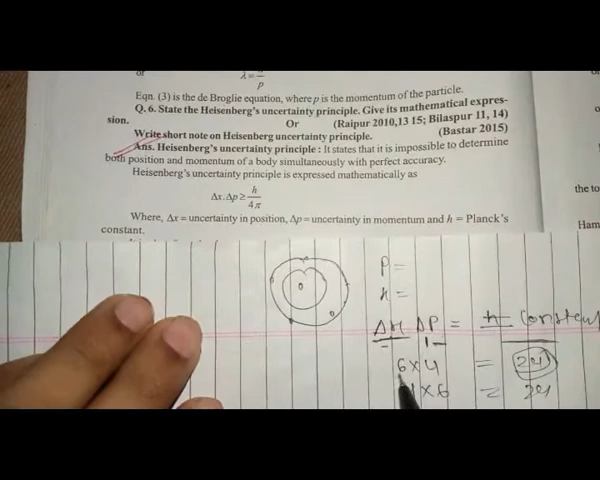 or
λ = h/p
Eqn. (3) is the de Broglie equation, where p is the momentum of the particle.
Q. 6. State the Heisenberg's uncertainty principle. Give its mathematical expres-
sion. (Raipur 2010,13 15; Bilaspur 11, 14)
Or
Write short note on Heisenberg uncertainty principle. (Bastar 2015)
Ans. Heisenberg's uncertainty principle : It states that it is impossible to determine
both position and momentum of a body simultaneously with perfect accuracy.
Heisenberg's uncertainty principle is expressed mathematically as
Δx.Δp ≥ h/4π
the to
Where, Δx = uncertainty in position, Δp = uncertainty in momentum and h = Planck's
Ham
constant.
P =
x =
Δx ΔP = h constant
6 × 4 = 24
4 × 6 = 24